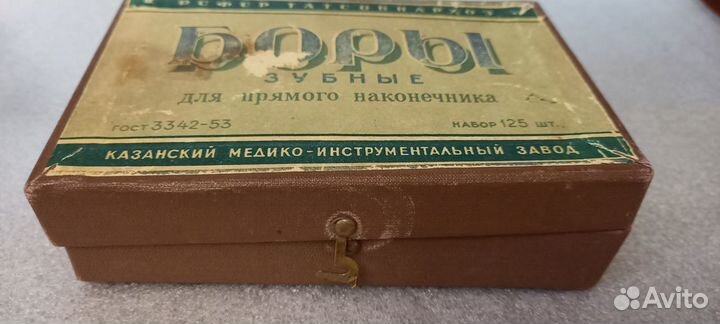 БОРЫ
ЗУБНЫЕ
для прямого наконечника
ГОСТ 3342-53 НАБОР 125 ШТ.
КАЗАНСКИЙ МЕДИКО-ИНСТРУМЕНТАЛЬНЫЙ ЗАВОД
Avito